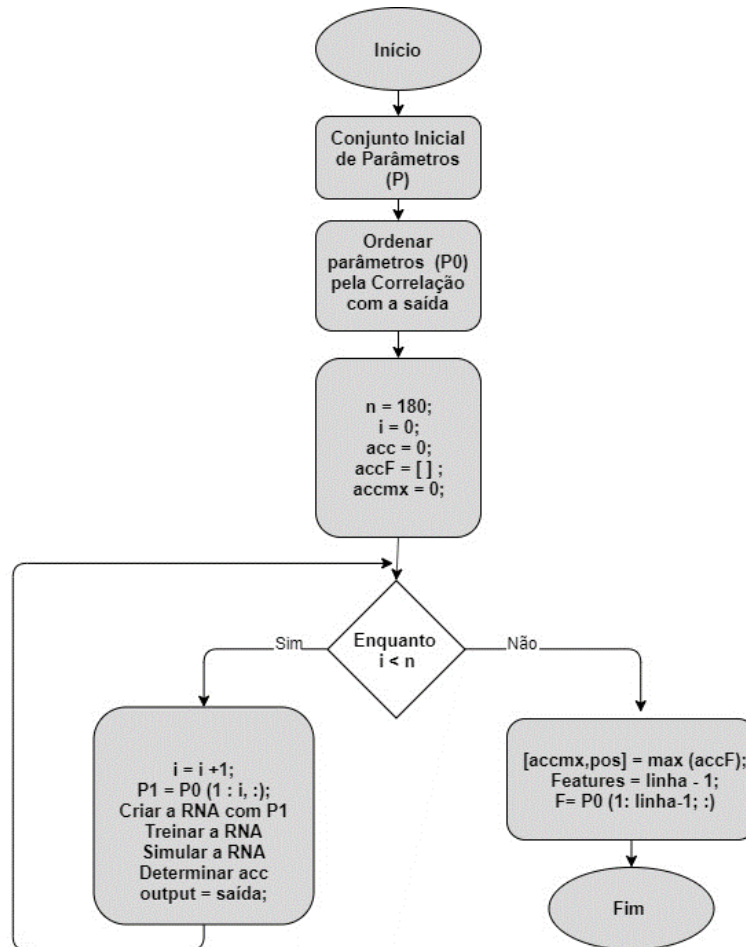 Início
Conjunto Inicial
de Parâmetros
(P)
Ordenar
parâmetros (P0)
pela Correlação
com a saída
n = 180;
i = 0;
acc = 0;
accF = [ ] ;
accmx = 0;
Enquanto
i < n
Sim
Não
i = i +1;
P1 = P0 (1 : i, :);
Criar a RNA com P1
Treinar a RNA
Simular a RNA
Determinar acc
output = saída;
[accmx,pos] = max (accF);
Features = linha - 1;
F= P0 (1: linha-1; :)
Fim